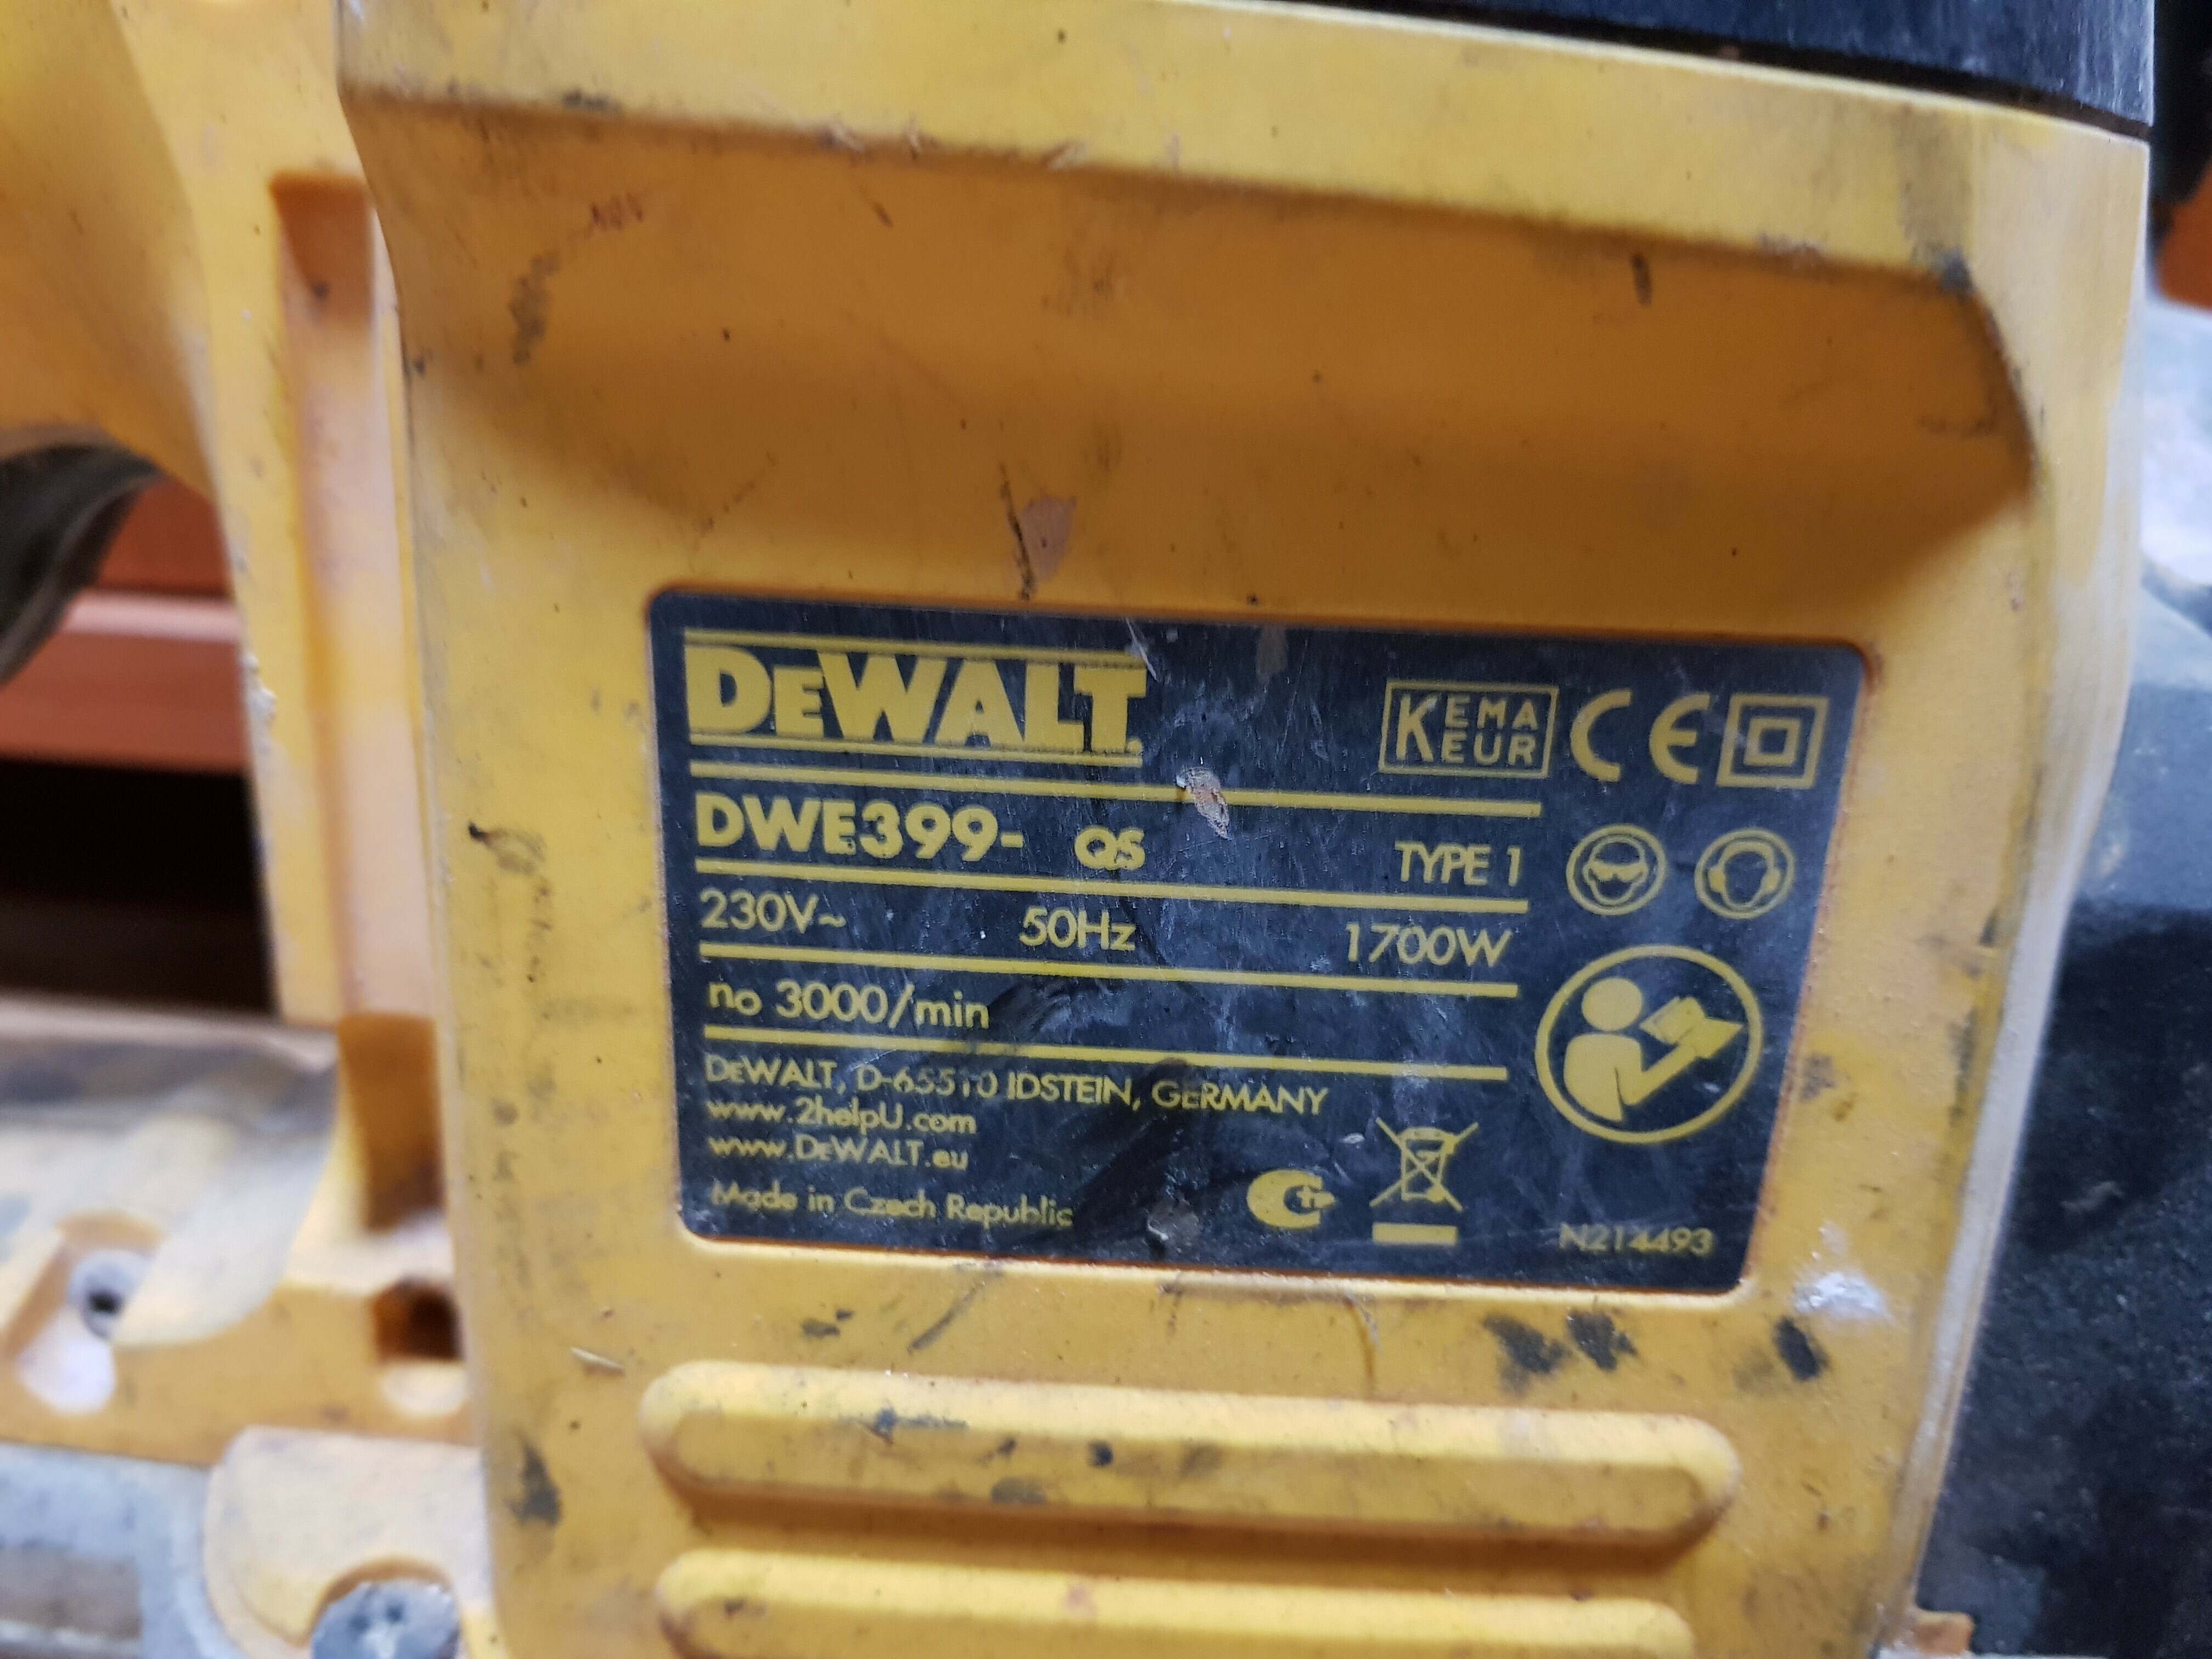 DEWALT
KEMA
KEUR
CE
DWE399- QS TYPE 1
230V~ 50Hz 1700W
no 3000/min
DEWALT, D-65510 IDSTEIN, GERMANY
www.2helpU.com
www.DEWALT.eu
Made in Czech Republic
N214493